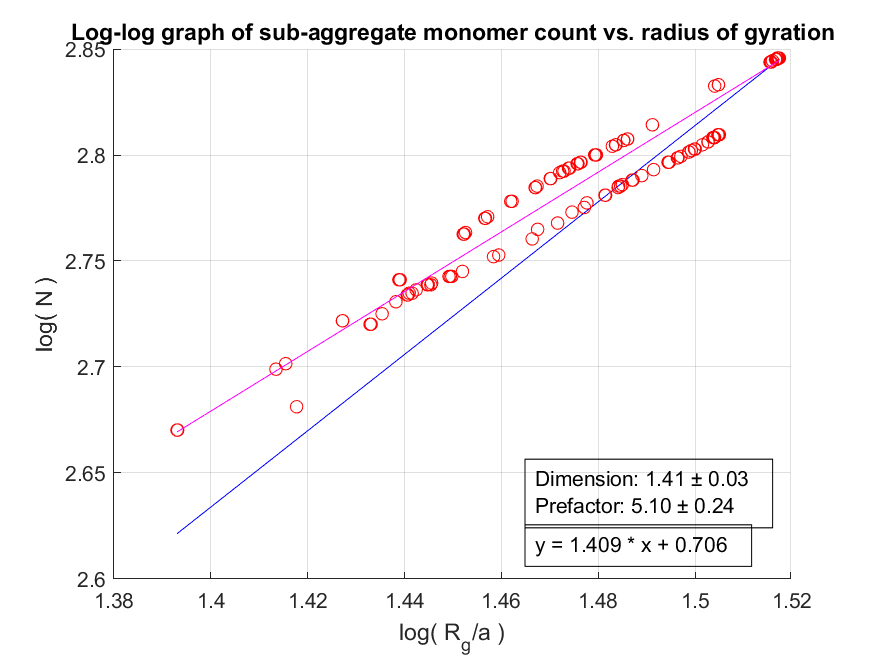 Log-log graph of sub-aggregate monomer count vs. radius of gyration
2.85
2.8
2.75
2.7
2.65
2.6
log( N )
Dimension: 1.41 ± 0.03
Prefactor: 5.10 ± 0.24
y = 1.409 * x + 0.706
1.38 1.4 1.42 1.44 1.46 1.48 1.5 1.52
log( R_g/a )